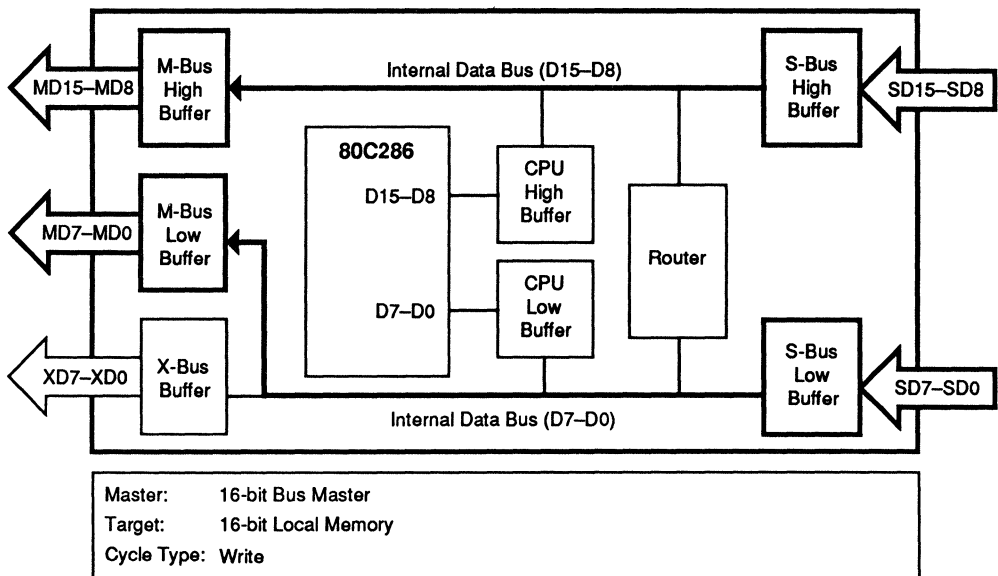 MD15–MD8
M-Bus
High
Buffer
Internal Data Bus (D15–D8)
S-Bus
High
Buffer
SD15–SD8
80C286
D15–D8
D7–D0
CPU
High
Buffer
CPU
Low
Buffer
Router
MD7–MD0
M-Bus
Low
Buffer
XD7–XD0
X-Bus
Buffer
S-Bus
Low
Buffer
SD7–SD0
Internal Data Bus (D7–D0)
Master: 16-bit Bus Master
Target: 16-bit Local Memory
Cycle Type: Write